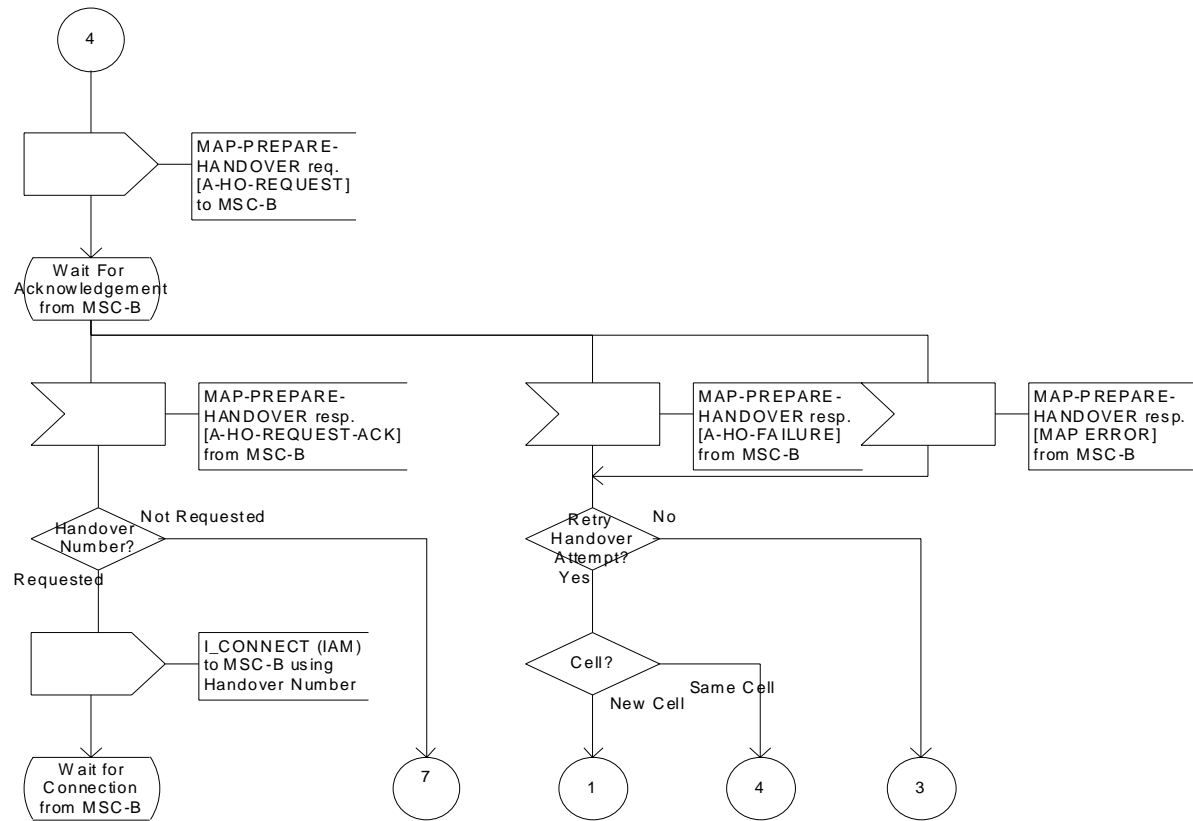 4
MAP-PREPARE-
HANDOVER req.
[A-HO-REQUEST]
to MSC-B
Wait For
Acknowledgement
from MSC-B
MAP-PREPARE-
HANDOVER resp.
[A-HO-REQUEST-ACK]
from MSC-B
MAP-PREPARE-
HANDOVER resp.
[A-HO-FAILURE]
from MSC-B
MAP-PREPARE-
HANDOVER resp.
[MAP ERROR]
from MSC-B
Handover
Number?
Not Requested
Requested
Retry
Handover
Attempt?
No
Yes
I_CONNECT (IAM)
to MSC-B using
Handover Number
Cell?
Same Cell
New Cell
Wait for
Connection
from MSC-B
7
1
4
3